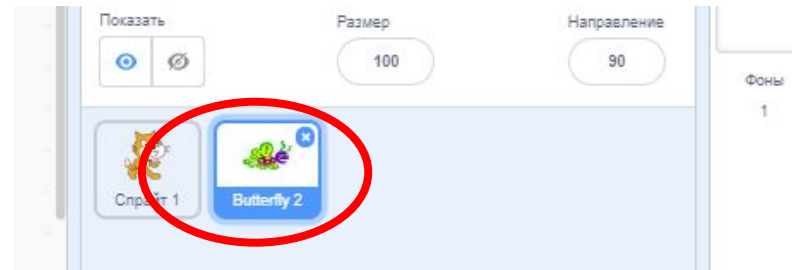 Показать Размер Направление
100 90
Фоны
1
Спрайт 1 Butterfly 2